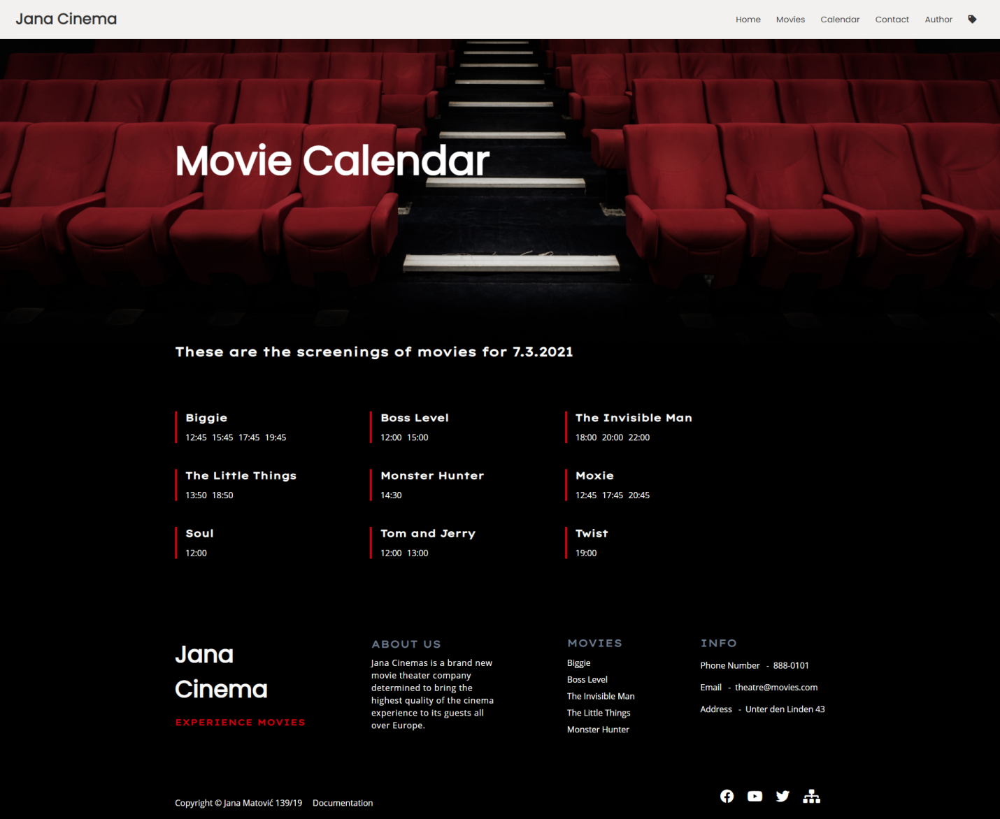 Jana Cinema
Home Movies Calendar Contact Author
Movie Calendar
These are the screenings of movies for 7.3.2021
Biggie
12:45 15:45 17:45 19:45
Boss Level
12:00 15:00
The Invisible Man
18:00 20:00 22:00
The Little Things
13:50 18:50
Monster Hunter
14:30
Moxie
12:45 17:45 20:45
Soul
12:00
Tom and Jerry
12:00 13:00
Twist
19:00
Jana
Cinema
EXPERIENCE MOVIES
ABOUT US
Jana Cinemas is a brand new
movie theater company
determined to bring the
highest quality of the cinema
experience to its guests all
over Europe.
MOVIES
Biggie
Boss Level
The Invisible Man
The Little Things
Monster Hunter
INFO
Phone Number - 888-0101
Email - theatre@movies.com
Address - Unter den Linden 43
Copyright © Jana Matović 139/19 Documentation